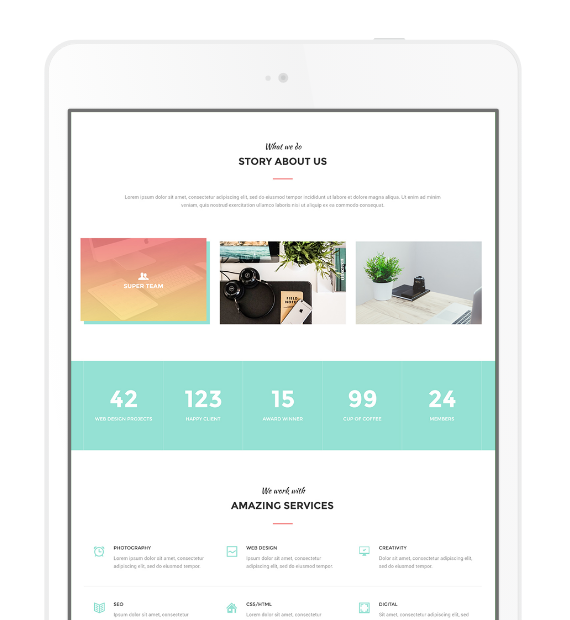 What we do
STORY ABOUT US
Lorem ipsum dolor sit amet, consectetur adipiscing elit, sed do eiusmod tempor incididunt ut labore et dolore magna aliqua. Ut enim ad minim
veniam, quis nostrud exercitation ullamco laboris nisi ut aliquip ex ea commodo consequat.
SUPER TEAM
FIELD NOTES
42 123 15 99 24
WEB DESIGN PROJECTS HAPPY CLIENT AWARD WINNER CUP OF COFFEE MEMBERS
We work with
AMAZING SERVICES
PHOTOGRAPHY WEB DESIGN CREATIVITY
Lorem ipsum dolor sit amet, consectetur Lorem ipsum dolor sit amet, consectetur Dolor sit amet, consectetur adipiscing elit,
adipiscing elit, sed do eiusmod tempor. adipiscing elit, sed do eiusmod tempor. sed do eiusmod tempor.
SEO CSS/HTML DIGITAL
Ipsum dolor sit amet, consectetur Lorem ipsum dolor sit amet, consectetur Sit amet, consectetur adipiscing elit, sed